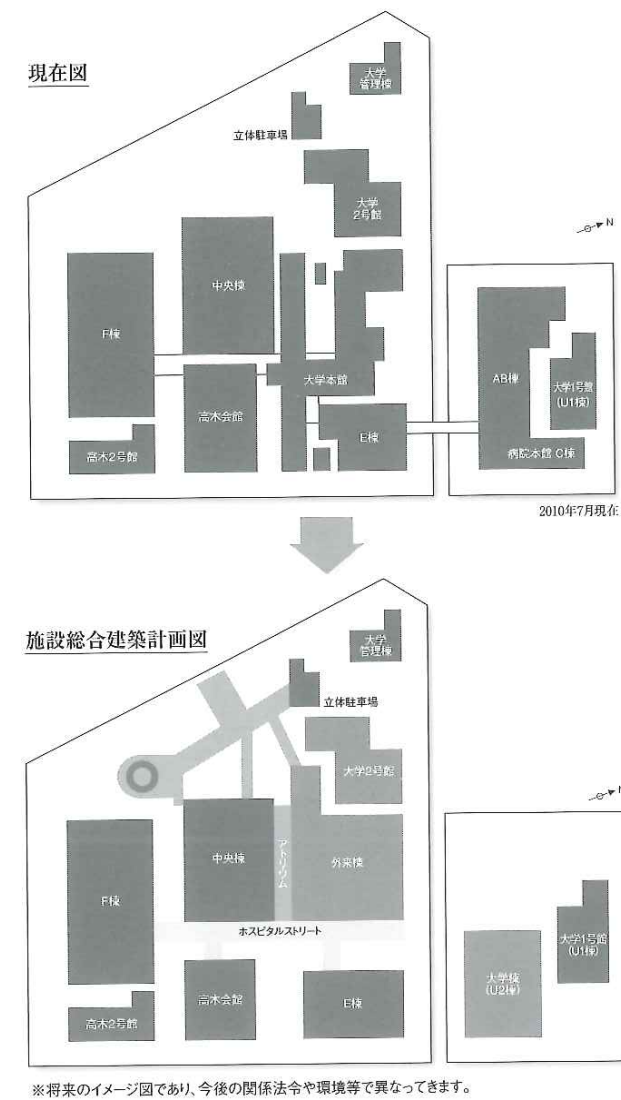 現在図
大学
管理棟
立体駐車場
大学
2号館
N
中央棟
F棟
大学本館
AB棟
大学1号館
(U1棟)
高木会館
E棟
高木2号館
病院本館 C棟
2010年7月現在
施設総合建築計画図
大学
管理棟
立体駐車場
大学2号館
N
中央棟
アトリウム
外来棟
F棟
ホスピタルストリート
大学1号館
(U1棟)
大学棟
(U2棟)
高木会館
E棟
高木2号館
※将来のイメージ図であり、今後の関係法令や環境等で異なってきます。